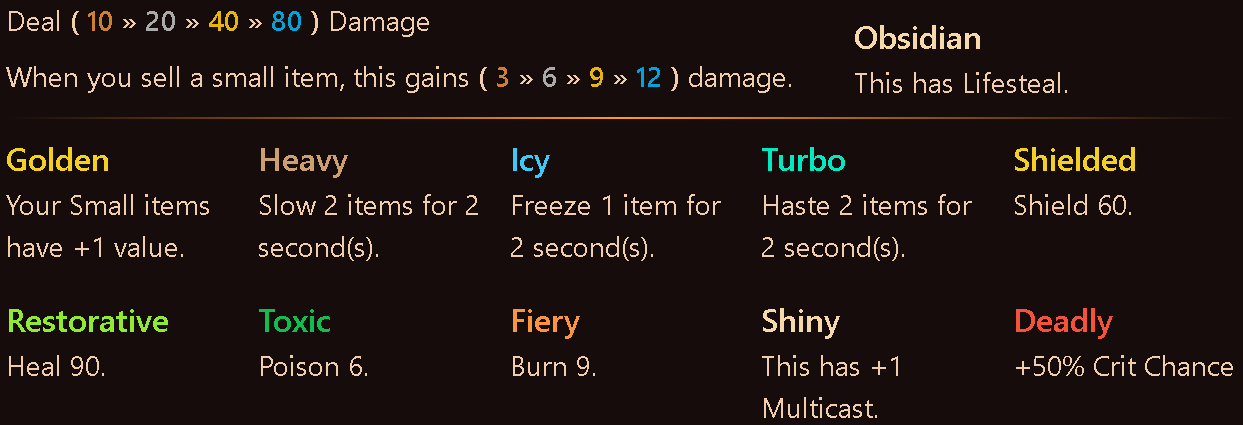 Deal ( 10 » 20 » 40 » 80 ) Damage
When you sell a small item, this gains ( 3 » 6 » 9 » 12 ) damage.
Obsidian
This has Lifesteal.
Golden
Your Small items
have +1 value.
Heavy
Slow 2 items for 2
second(s).
Icy
Freeze 1 item for
2 second(s).
Turbo
Haste 2 items for
2 second(s).
Shielded
Shield 60.
Restorative
Heal 90.
Toxic
Poison 6.
Fiery
Burn 9.
Shiny
This has +1
Multicast.
Deadly
+50% Crit Chance